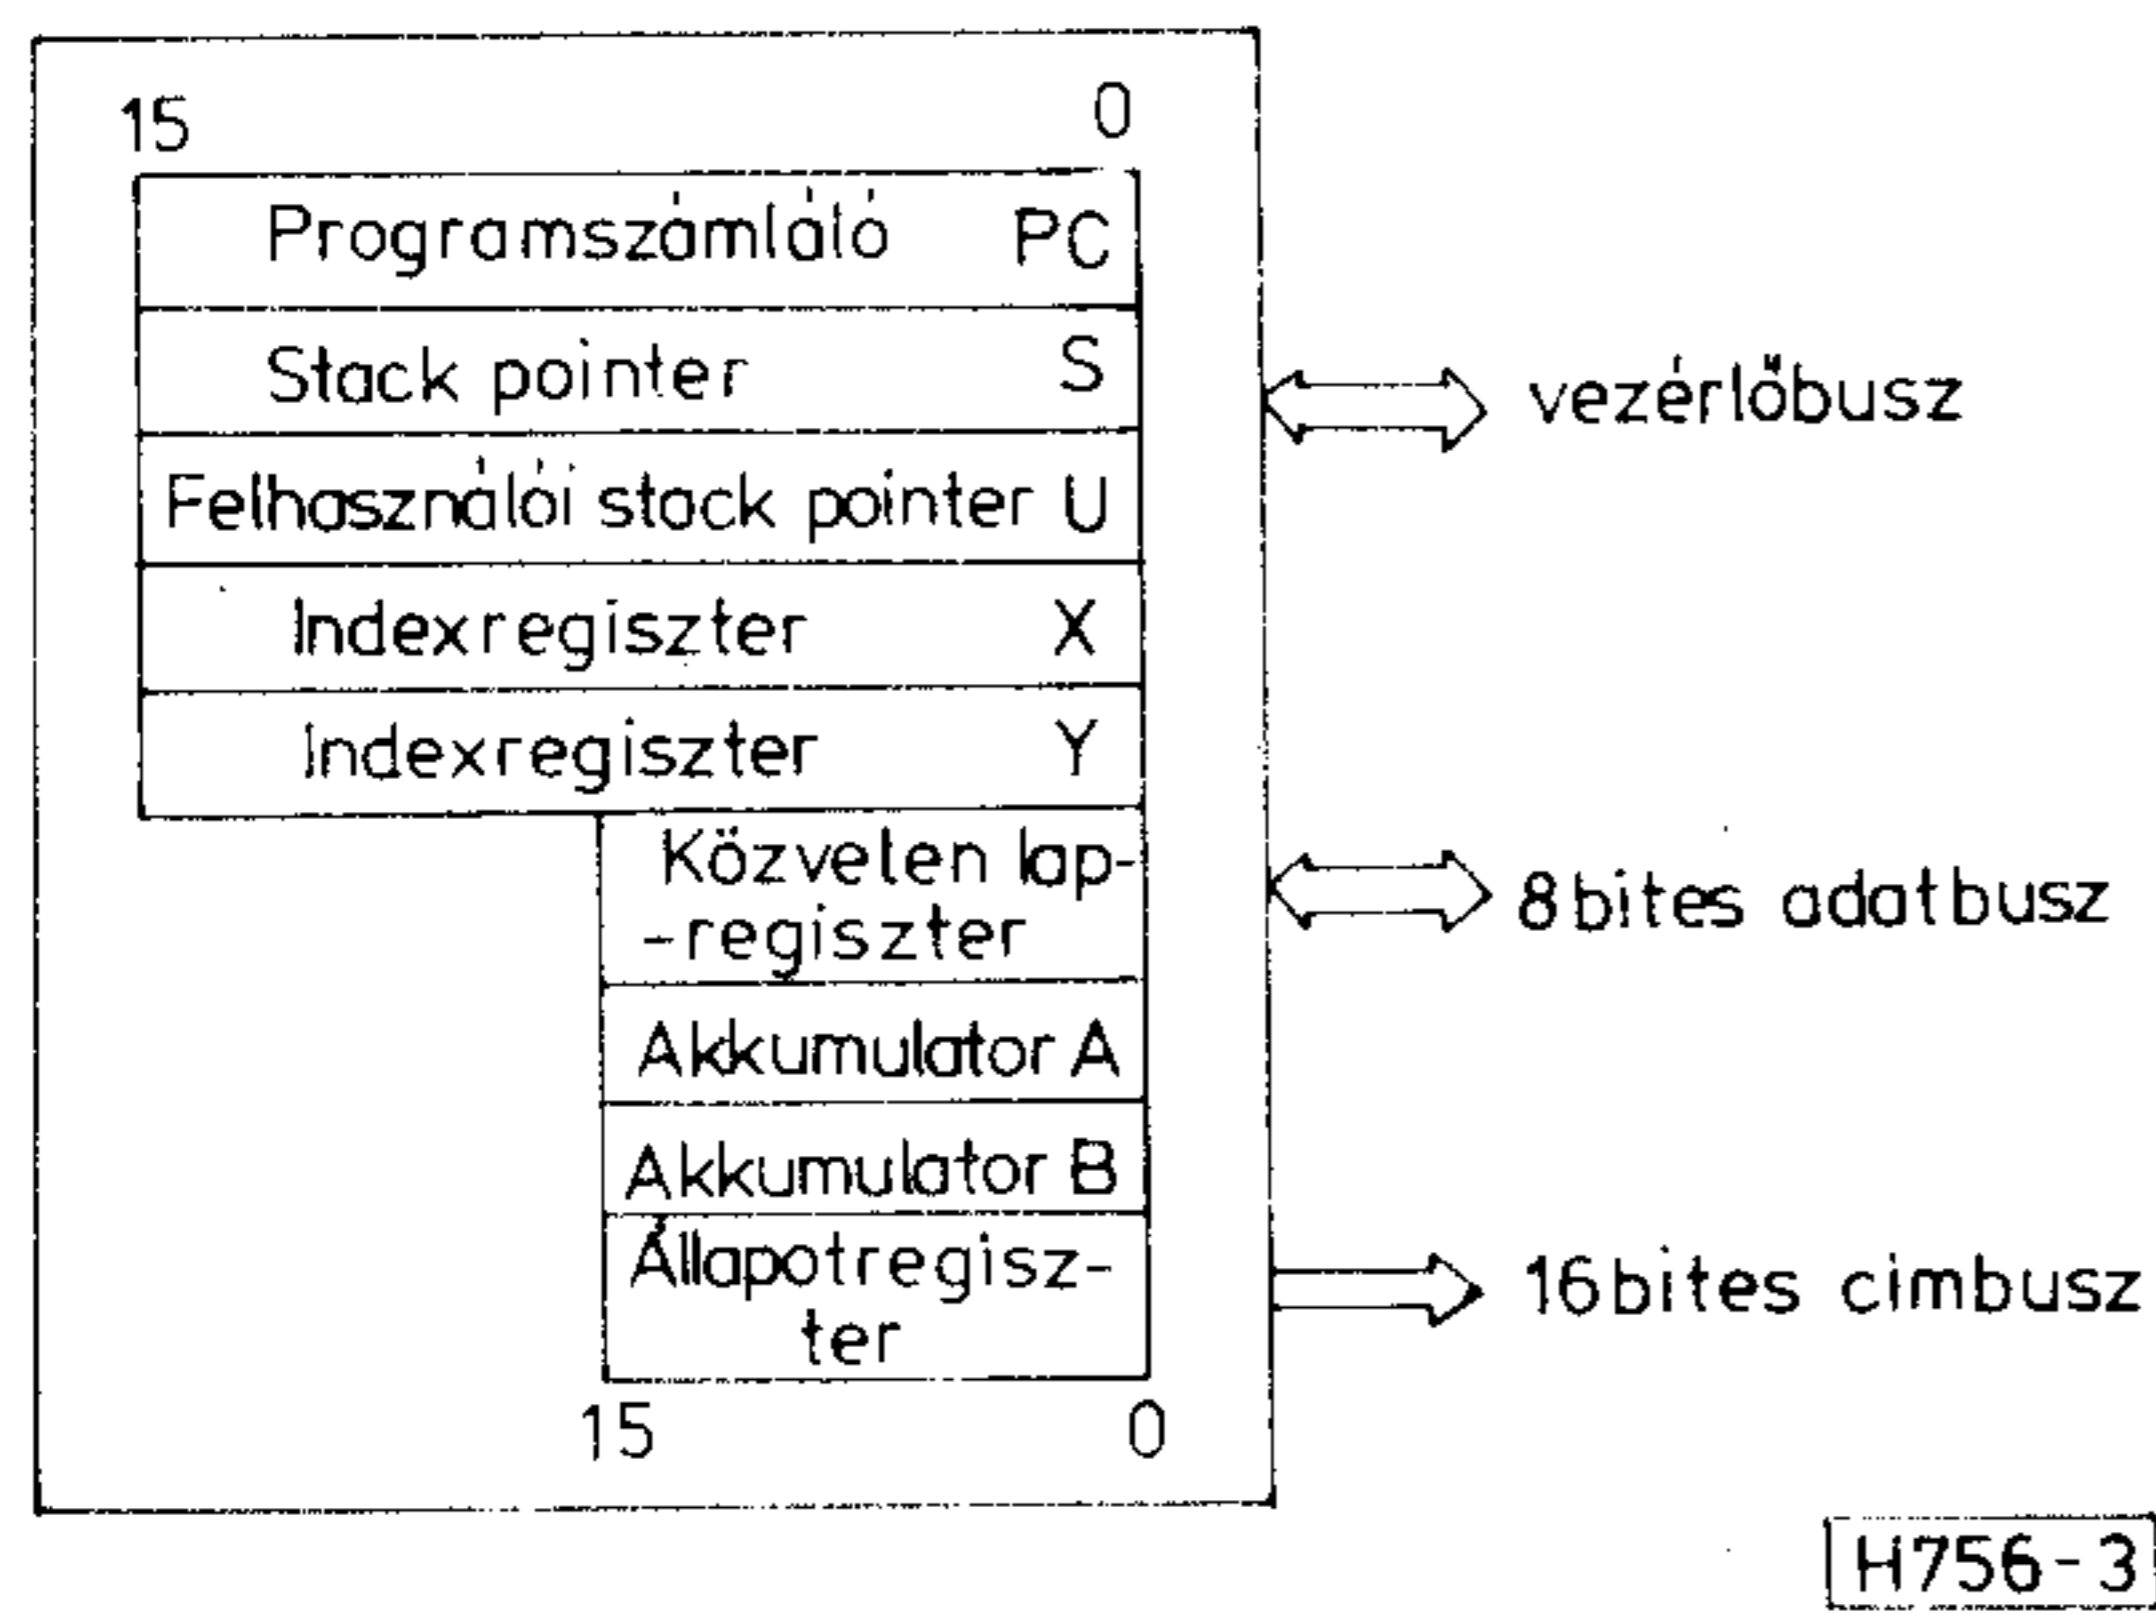 15 0
Programszámláló PC
Stack pointer S
Felhasználói stack pointer U
Indexregiszter X
Indexregiszter Y
Közvelen lap-
-regiszter
Akkumulator A
Akkumulator B
Állapotregisz-
ter
15 0
vezérlőbusz
8 bites adatbusz
16 bites cimbusz
H756-3